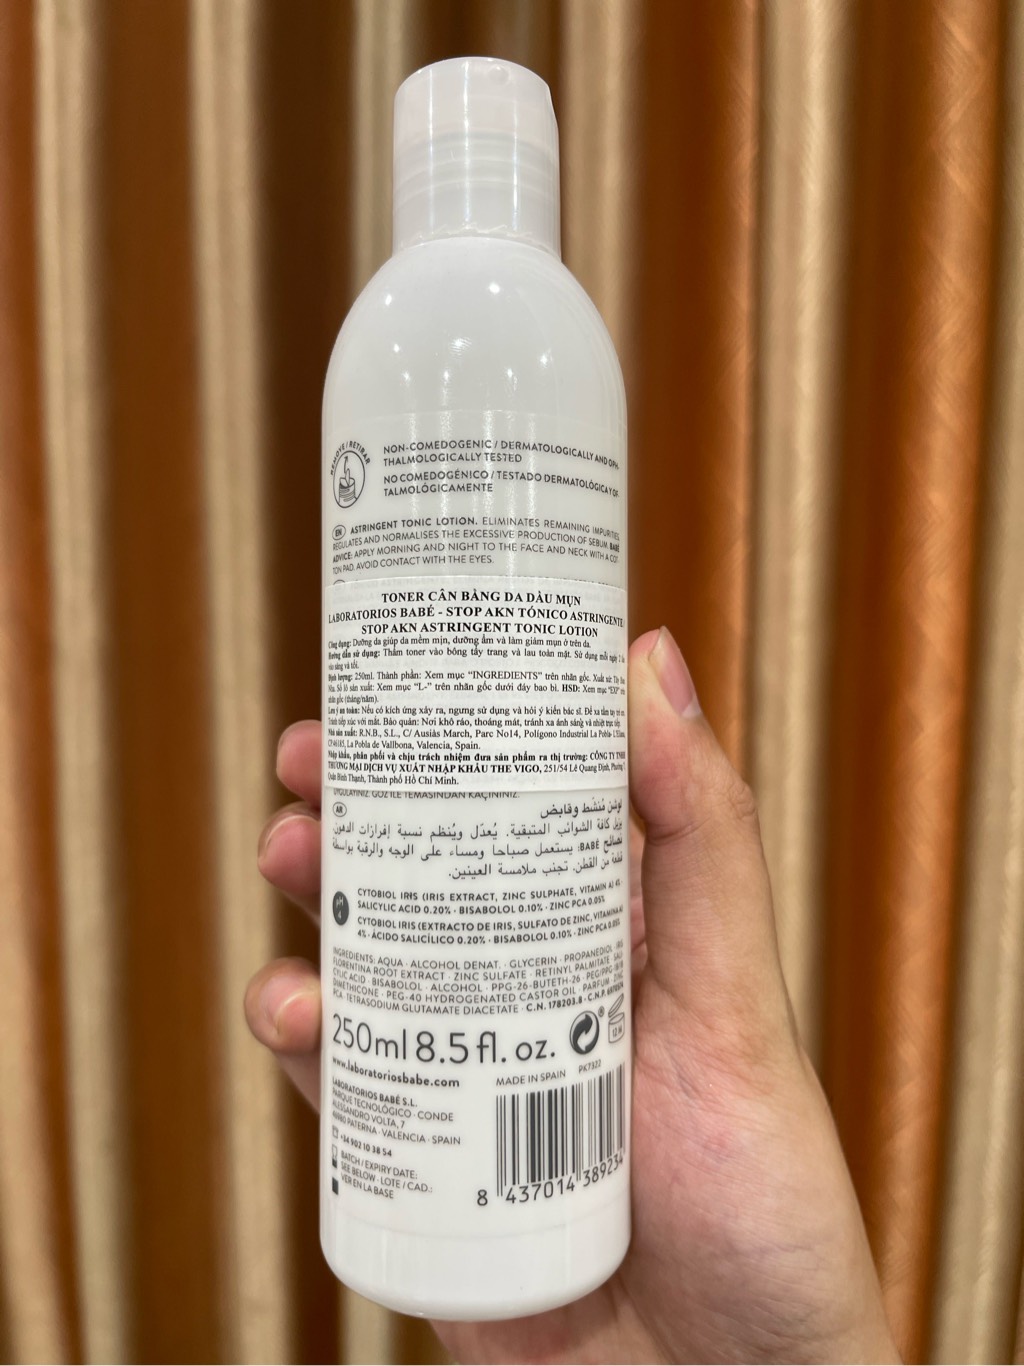 REMOVE / RETIRAR
NON-COMEDOGENIC / DERMATOLOGICALLY AND OPH-
THALMOLOGICALLY TESTED
NO COMEDOGÉNICO / TESTADO DERMATOLÓGICA Y OF
TALMOLÓGICAMENTE
EN ASTRINGENT TONIC LOTION. ELIMINATES REMAINING IMPURITIES
REGULATES AND NORMALISES THE EXCESSIVE PRODUCTION OF SEBUM. BABÉ
ADVICE: APPLY MORNING AND NIGHT TO THE FACE AND NECK WITH A COT-
TON PAD. AVOID CONTACT WITH THE EYES.
TONER CÂN BẰNG DA DẦU MỤN
LABORATORIOS BABÉ - STOP AKN TÓNICO ASTRINGENTE
STOP AKN ASTRINGENT TONIC LOTION
Công dụng: Dưỡng da giúp da mềm mịn, dưỡng ẩm và làm giảm mụn ở trên da.
Hướng dẫn sử dụng: Thấm toner vào bông tẩy trang và lau toàn mặt. Sử dụng mỗi ngày 2 lần
vào sáng và tối.
Định lượng: 250ml. Thành phần: Xem mục "INGREDIENTS" trên nhãn gốc. Xuất xứ: Tây Ban
Nha. Số lô sản xuất: Xem mục "L-" trên nhãn gốc dưới đáy bao bì. HSD: Xem mục "EXP" trên
nhãn gốc (tháng/năm).
Lưu ý an toàn: Nếu có kích ứng xảy ra, ngưng sử dụng và hỏi ý kiến bác sĩ. Để xa tầm tay trẻ em.
Tránh tiếp xúc với mắt. Bảo quản: Nơi khô ráo, thoáng mát, tránh xa ánh sáng và nhiệt trực tiếp.
Nhà sản xuất: R.N.B., S.L., C/ Ausiàs March, Parc No14, Polígono Industrial La Pobla-
CP 46185, La Pobla de Vallbona, Valencia, Spain.
Nhập khẩu, phân phối và chịu trách nhiệm đưa sản phẩm ra thị trường: CÔNG TY TNHH
THƯƠNG MẠI DỊCH VỤ XUẤT NHẬP KHẨU THE VIGO, 251/54 Lê Quang Định, Phường 7,
Quận Bình Thạnh, Thành phố Hồ Chí Minh.
UYGULAYINIZ. GÖZ İLE TEMASINDAN KAÇININIZ.
AR
لوشن مُنشّط وقابض
يزيل كافة الشوائب المتبقية. يُعدّل ويُنظم نسبة إفرازات الدهون
نصائح BABÉ: يستعمل صباحا ومساء على الوجه والرقبة بواسطة
قطعة من القطن. تجنب ملامسة العينين.
pH 4
CYTOBIOL IRIS (IRIS EXTRACT, ZINC SULPHATE, VITAMIN A) 4% ·
SALICYLIC ACID 0.20% · BISABOLOL 0.10% · ZINC PCA 0.05%
CYTOBIOL IRIS (EXTRACTO DE IRIS, SULFATO DE ZINC, VITAMINA A)
4% · ÁCIDO SALICÍLICO 0.20% · BISABOLOL 0.10% · ZINC PCA 0.05%
INGREDIENTS: AQUA · ALCOHOL DENAT. · GLYCERIN · PROPANEDIOL · IRIS
FLORENTINA ROOT EXTRACT · ZINC SULFATE · RETINYL PALMITATE · SALI-
CYLIC ACID · BISABOLOL · ALCOHOL · PPG-26-BUTETH-26 · PEG/PPG-
DIMETHICONE · PEG-40 HYDROGENATED CASTOR OIL · PARFUM · ZINC
PCA · TETRASODIUM GLUTAMATE DIACETATE · C.N. 178203.8 · C.N.P.
250ml 8.5 fl. oz.
12 M
www.laboratoriosbabe.com
MADE IN SPAIN PK7322
LABORATORIOS BABÉ S.L.
PARQUE TECNOLÓGICO · CONDE
ALESSANDRO VOLTA, 7
46980 PATERNA · VALENCIA · SPAIN
+34 902 10 38 54
BATCH / EXPIRY DATE:
SEE BELOW · LOTE / CAD.:
VER EN LA BASE
8 437014 389234